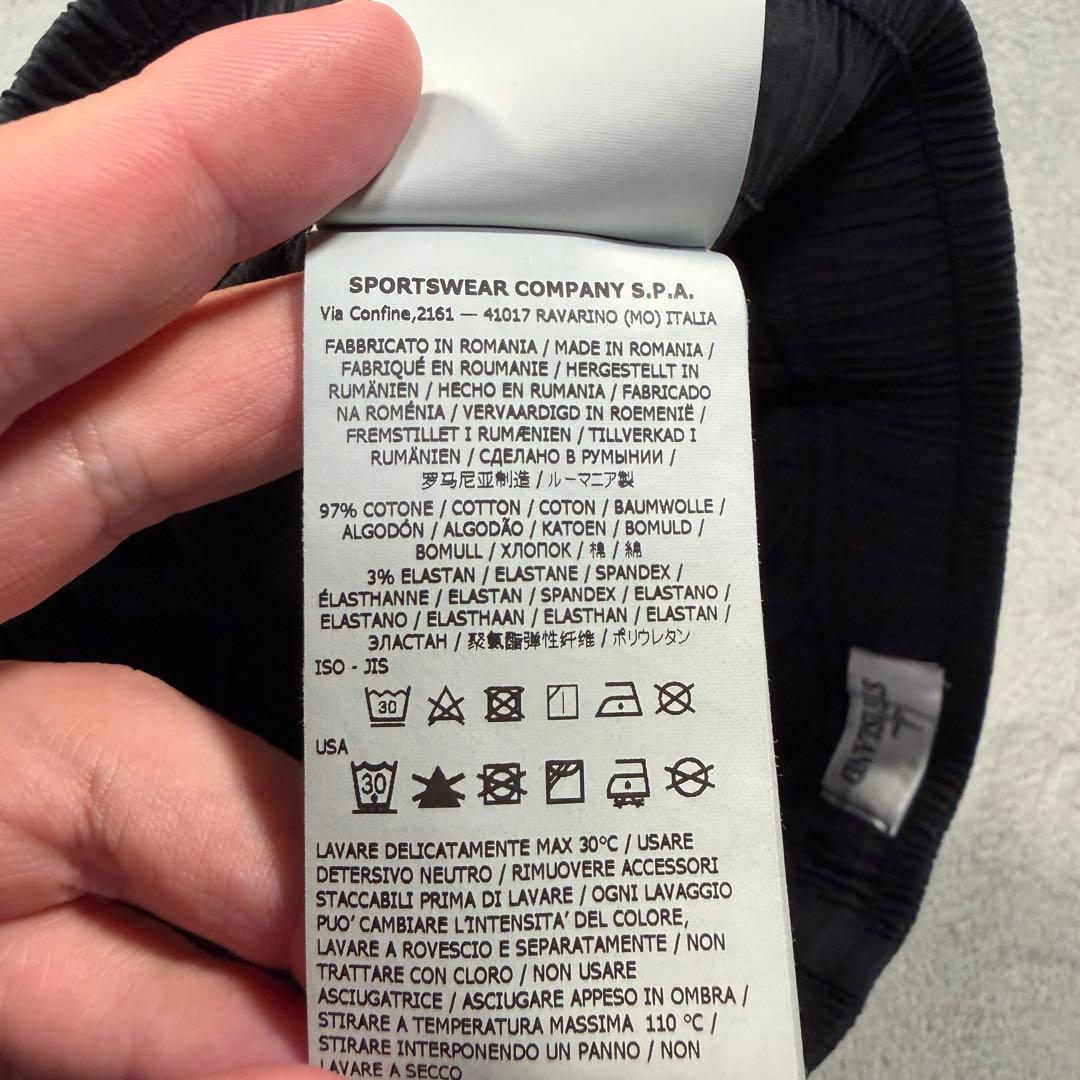 SPORTSWEAR COMPANY S.P.A.
Via Confine,2161 — 41017 RAVARINO (MO) ITALIA
FABBRICATO IN ROMANIA / MADE IN ROMANIA /
FABRIQUÉ EN ROUMANIE / HERGESTELLT IN
RUMÄNIEN / HECHO EN RUMANIA / FABRICADO
NA ROMÉNIA / VERVAARDIGD IN ROEMENIË /
FREMSTILLET I RUMÆNIEN / TILLVERKAD I
RUMÄNIEN / СДЕЛАНО В РУМЫНИИ /
罗马尼亚制造 / ルーマニア製
97% COTONE / COTTON / COTON / BAUMWOLLE /
ALGODÓN / ALGODÃO / KATOEN / BOMULD /
BOMULL / ХЛОПОК / 棉 / 綿
3% ELASTAN / ELASTANE / SPANDEX /
ÉLASTHANNE / ELASTAN / SPANDEX / ELASTANO /
ELASTANO / ELASTHAAN / ELASTHAN / ELASTAN /
ЭЛАСТАН / 聚氨酯弹性纤维 / ポリウレタン
ISO - JIS
30
USA
30
LAVARE DELICATAMENTE MAX 30°C / USARE
DETERSIVO NEUTRO / RIMUOVERE ACCESSORI
STACCABILI PRIMA DI LAVARE / OGNI LAVAGGIO
PUO' CAMBIARE L'INTENSITA' DEL COLORE,
LAVARE A ROVESCIO E SEPARATAMENTE / NON
TRATTARE CON CLORO / NON USARE
ASCIUGATRICE / ASCIUGARE APPESO IN OMBRA /
STIRARE A TEMPERATURA MASSIMA 110 °C /
STIRARE INTERPONENDO UN PANNO / NON
LAVARE A SECCO